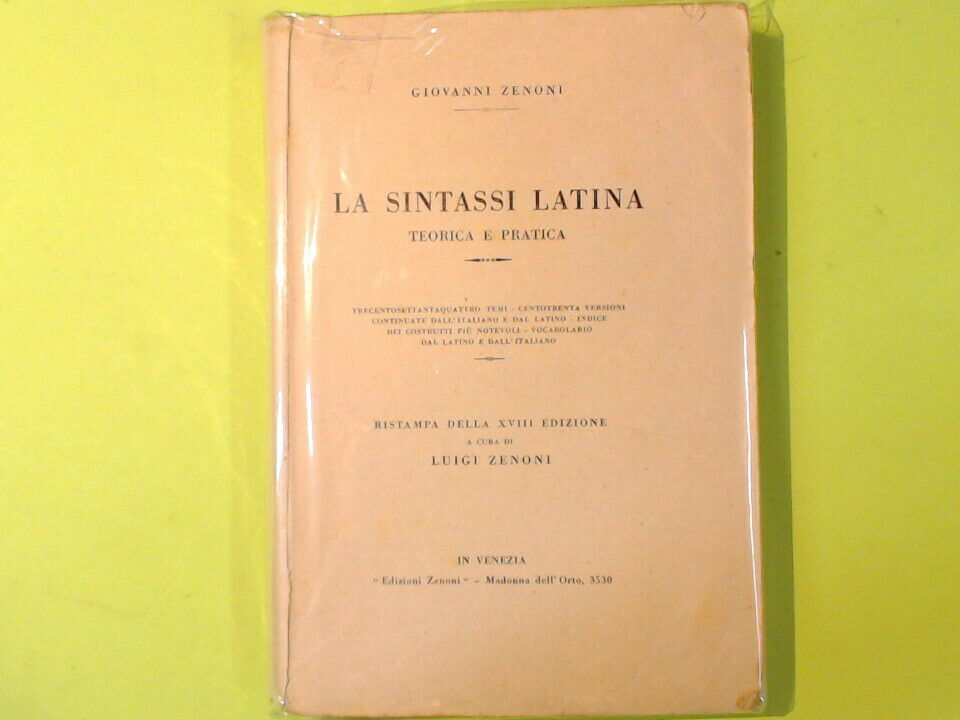 GIOVANNI ZENONI
LA SINTASSI LATINA
TEORICA E PRATICA
TRECENTOSETTANTAQUATTRO TEMI - CENTOTRENTA VERSIONI
CONTINUATE DALL'ITALIANO E DAL LATINO - INDICE
DEI COSTRUTTI PIÙ NOTEVOLI - VOCABOLARIO
DAL LATINO E DALL'ITALIANO
RISTAMPA DELLA XVIII EDIZIONE
A CURA DI
LUIGI ZENONI
IN VENEZIA
"Edizioni Zenoni" - Madonna dell'Orto, 3530